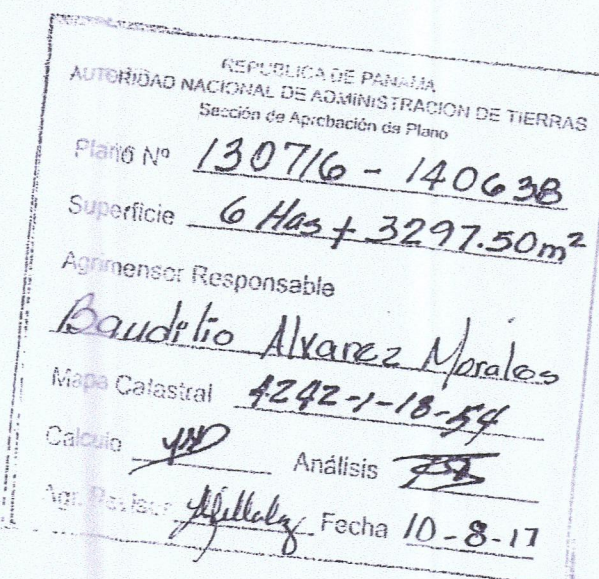 REPUBLICA DE PANAMA
AUTORIDAD NACIONAL DE ADMINISTRACION DE TIERRAS
Sección de Aprobación de Plano
Plano Nº 130716 - 140638
Superficie 6 Has + 3297.50m²
Agrimensor Responsable
Baudilio Alvarez Morales
Mapa Catastral 4242-1-18-54
Calculo Análisis
Agr. Revisor Fecha 10-8-17